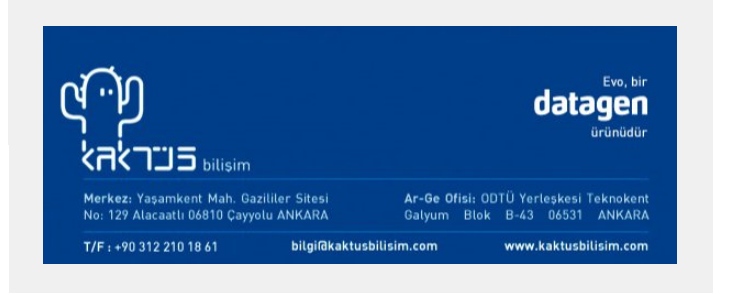 Evo, bir
datagen
ürünüdür
kaktüs bilişim
Merkez: Yaşamkent Mah. Gazililer Sitesi
No: 129 Alacaatlı 06810 Çayyolu ANKARA
Ar-Ge Ofisi: ODTÜ Yerleşkesi Teknokent
Galyum Blok B-43 06531 ANKARA
T/F : +90 312 210 18 61
bilgi@kaktusbilisim.com
www.kaktusbilisim.com